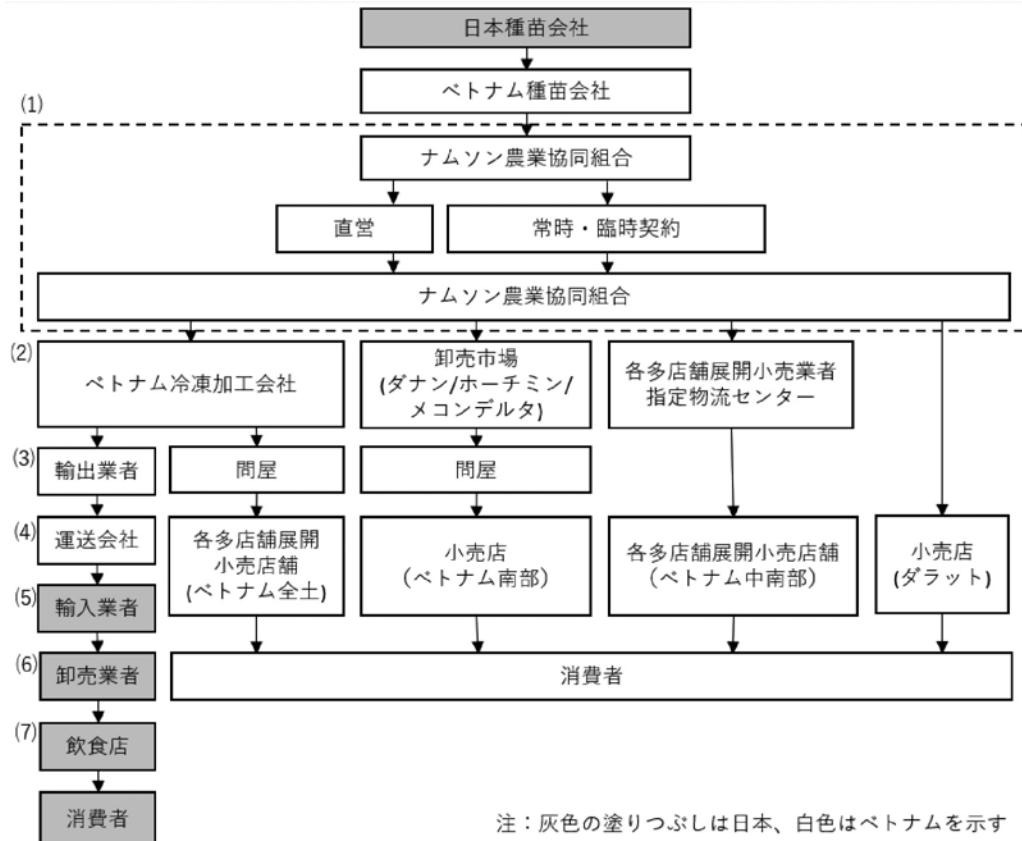 日本種苗会社
ベトナム種苗会社
(1)
ナムソン農業協同組合
直営
常時・臨時契約
ナムソン農業協同組合
(2)
ベトナム冷凍加工会社
卸売市場
(ダナン/ホーチミン/
メコンデルタ)
各多店舗展開小売業者
指定物流センター
(3)
輸出業者
問屋
問屋
(4)
運送会社
各多店舗展開
小売店舗
(ベトナム全土)
小売店
(ベトナム南部)
各多店舗展開小売店舗
(ベトナム中南部)
小売店
(ダラット)
(5)
輸入業者
(6)
卸売業者
消費者
(7)
飲食店
消費者
注：灰色の塗りつぶしは日本、白色はベトナムを示す